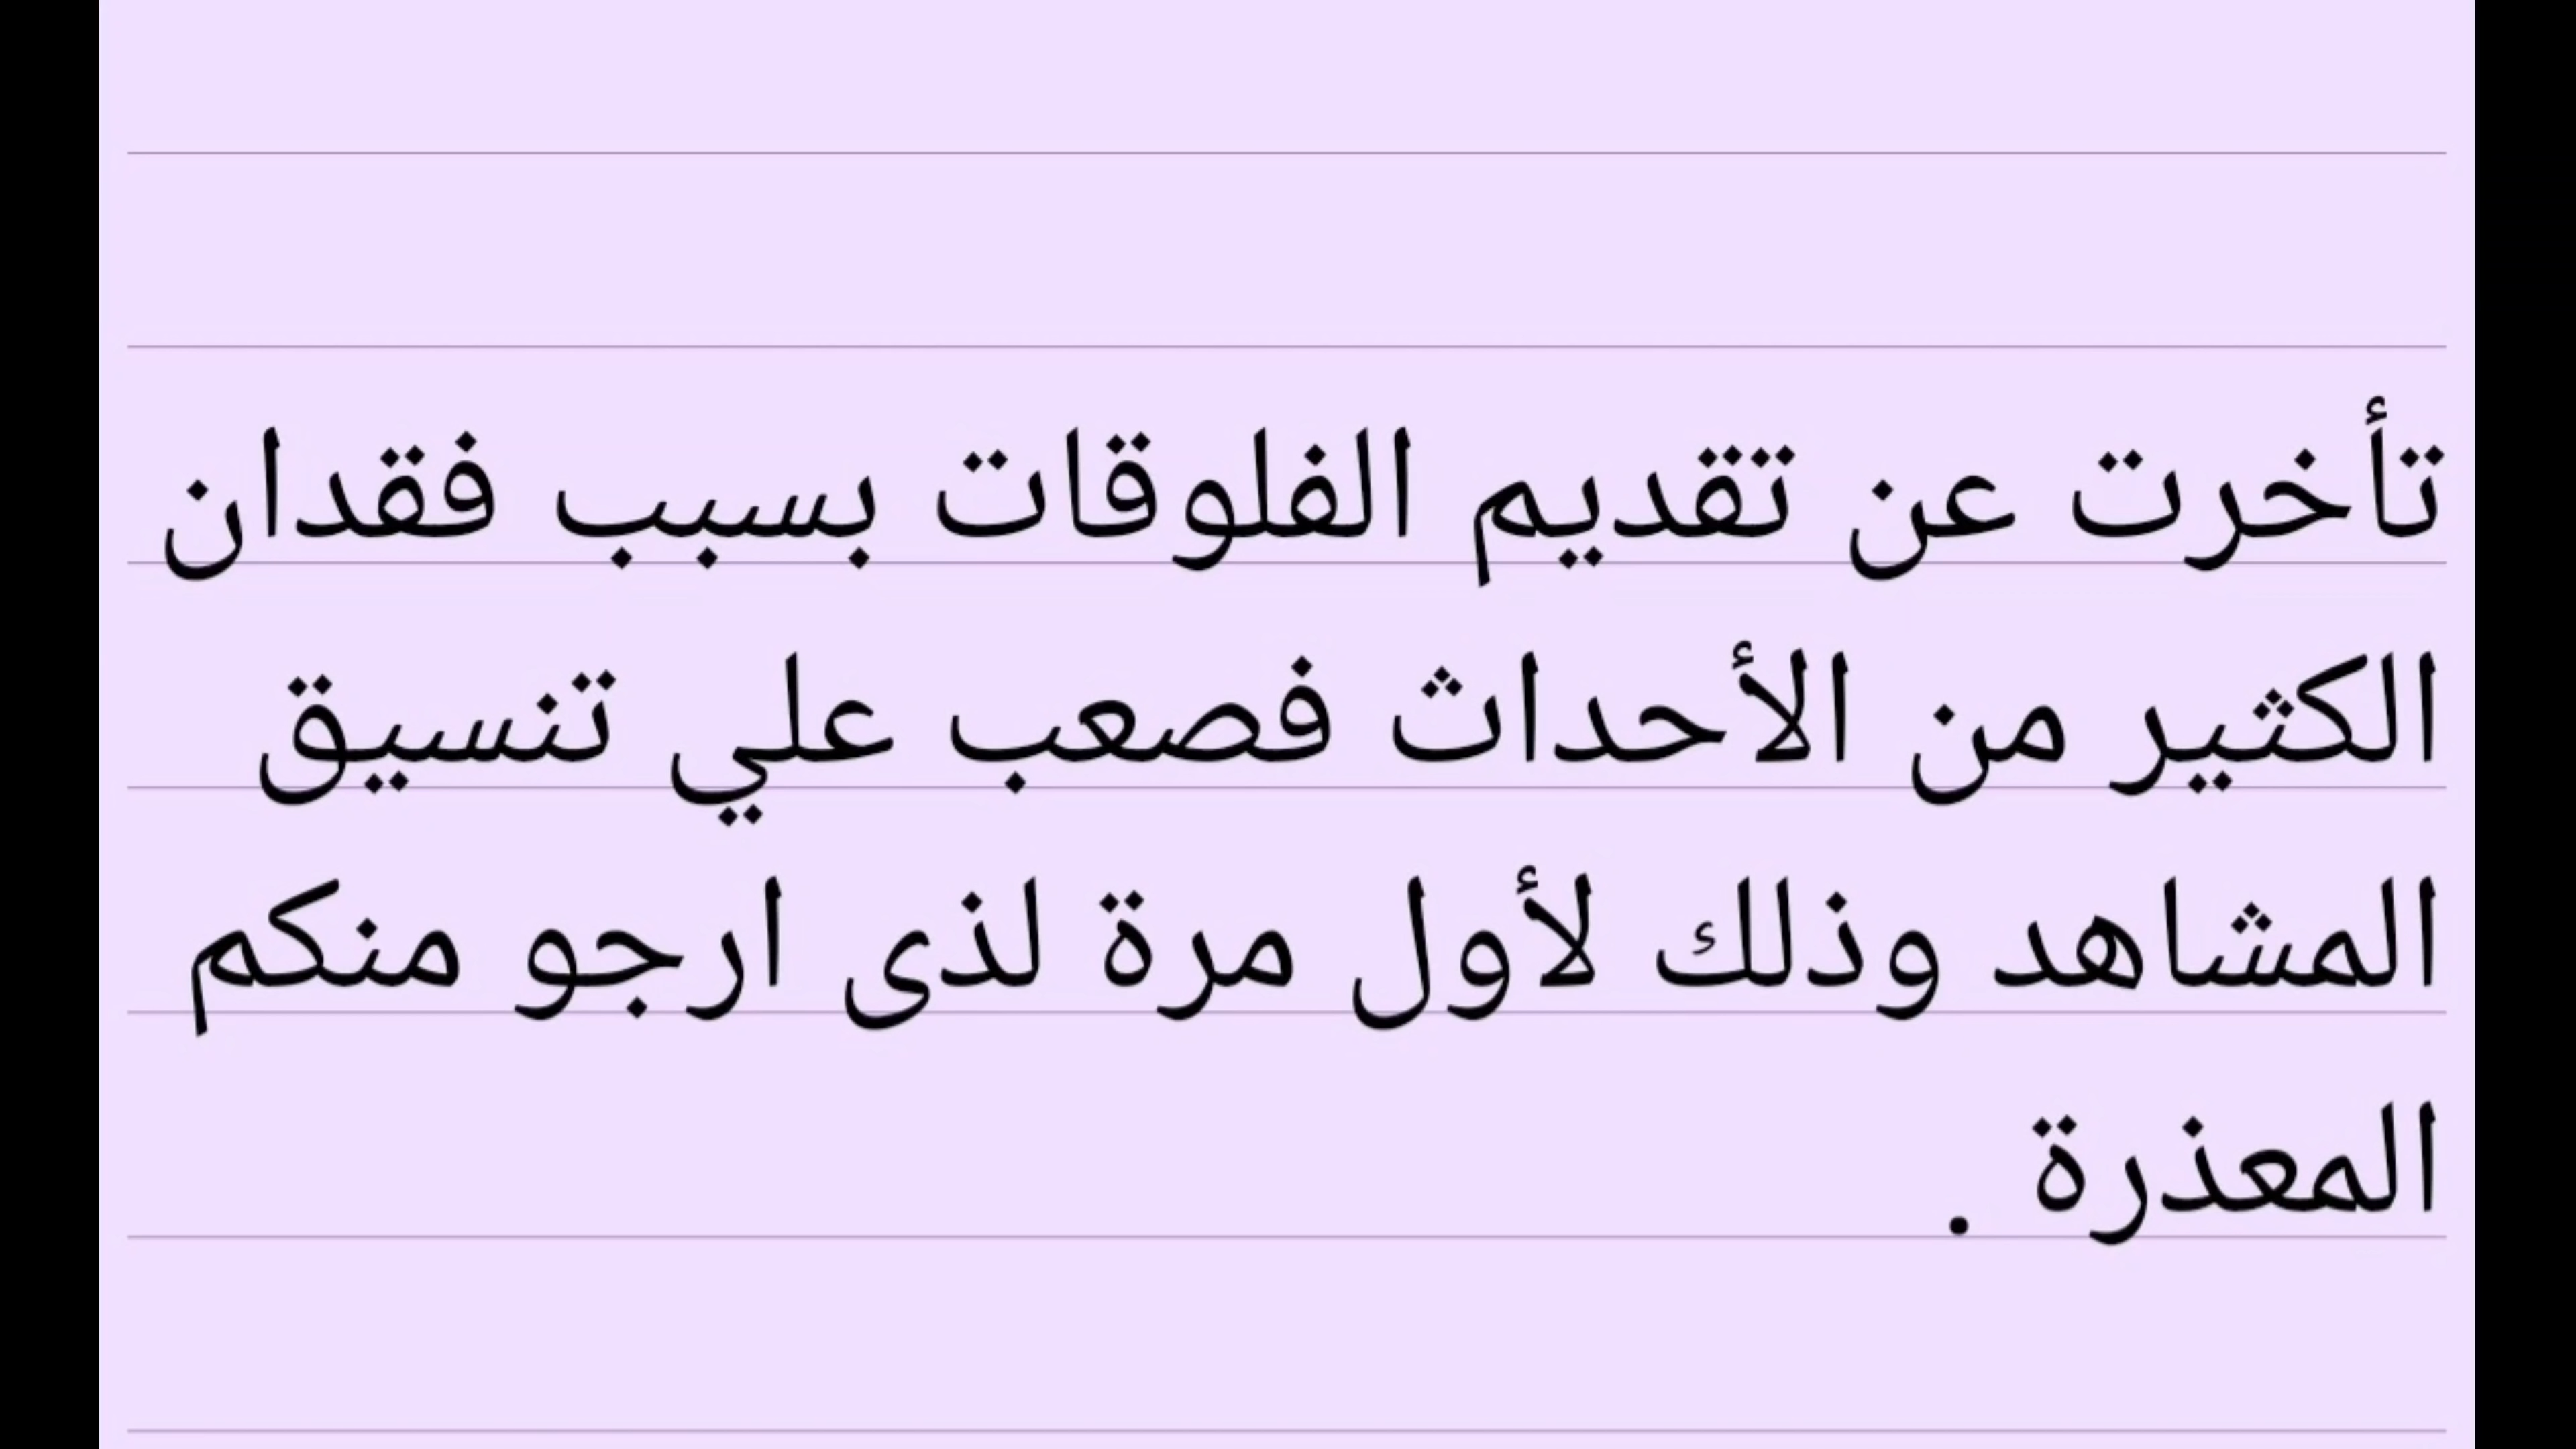 تأخرت عن تقديم الفلوقات بسبب فقدان
الكثير من الأحداث فصعب علي تنسيق
المشاهد وذلك لأول مرة لذى ارجو منكم
المعذرة .